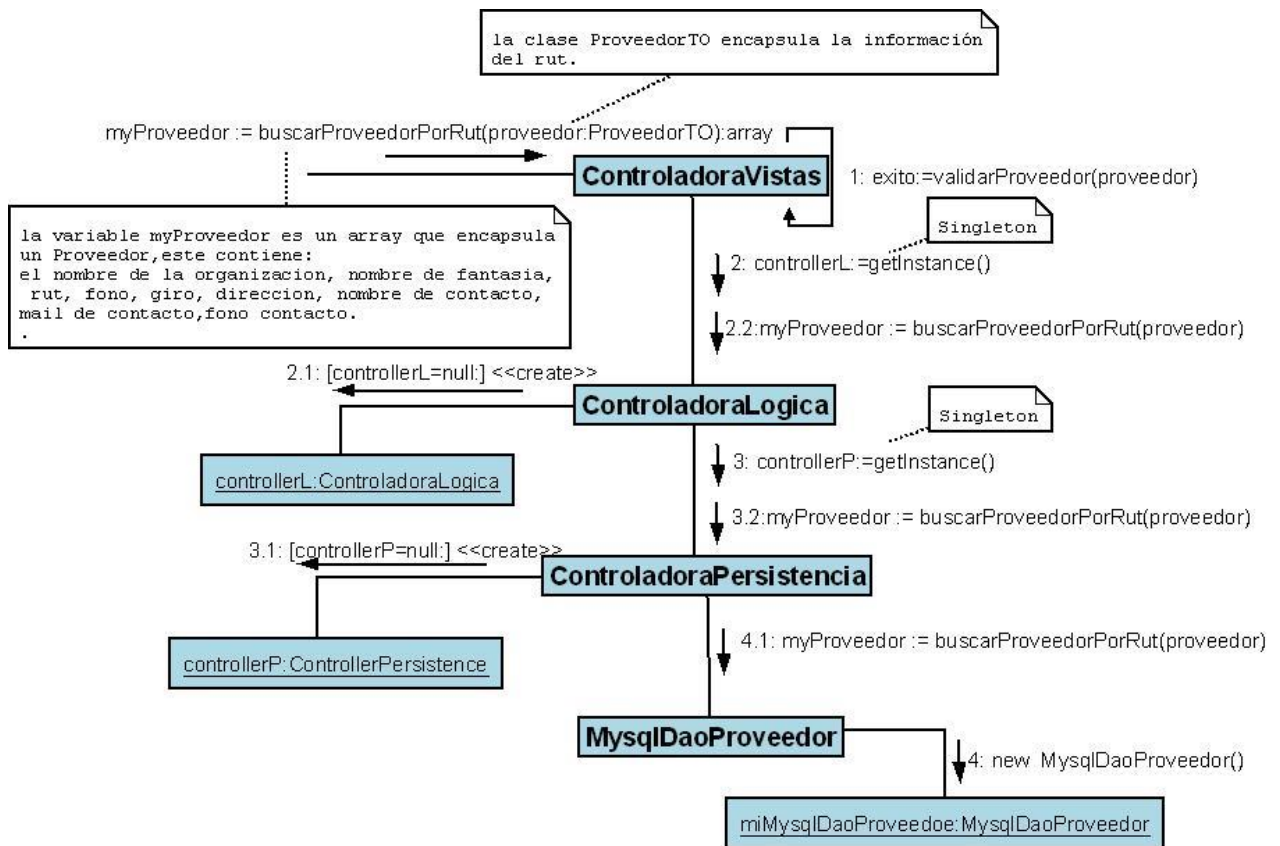 la clase ProveedorTO encapsula la información
del rut.
myProveedor := buscarProveedorPorRut(proveedor:ProveedorTO):array
ControladoraVistas
1: exito:=validarProveedor(proveedor)
Singleton
la variable myProveedor es un array que encapsula
un Proveedor,este contiene:
el nombre de la organizacion, nombre de fantasia,
rut, fono, giro, direccion, nombre de contacto,
mail de contacto,fono contacto.
.
2: controllerL:=getInstance()
2.2:myProveedor := buscarProveedorPorRut(proveedor)
2.1: [controllerL=null:] <<create>>
ControladoraLogica
Singleton
controllerL:ControladoraLogica
3: controllerP:=getInstance()
3.2:myProveedor := buscarProveedorPorRut(proveedor)
3.1: [controllerP=null:] <<create>>
ControladoraPersistencia
4.1: myProveedor := buscarProveedorPorRut(proveedor)
controllerP:ControllerPersistence
MysqlDaoProveedor
4: new MysqlDaoProveedor()
miMysqlDaoProveedoe:MysqlDaoProveedor